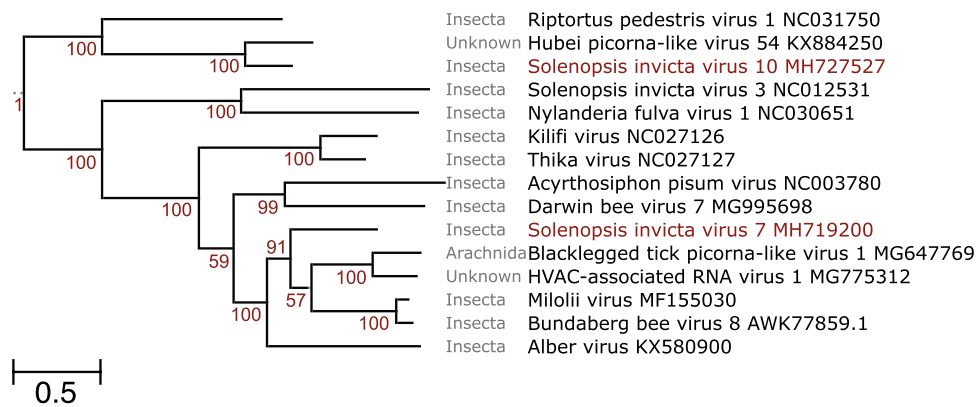 Insecta Riptortus pedestris virus 1 NC031750
Unknown Hubei picorna-like virus 54 KX884250
100
Insecta Solenopsis invicta virus 10 MH727527
100
Insecta Solenopsis invicta virus 3 NC012531
1
Insecta Nylanderia fulva virus 1 NC030651
100
Insecta Kilifi virus NC027126
100
Insecta Thika virus NC027127
100
Insecta Acyrthosiphon pisum virus NC003780
100
Insecta Darwin bee virus 7 MG995698
99
Insecta Solenopsis invicta virus 7 MH719200
91
Arachnida Blacklegged tick picorna-like virus 1 MG647769
59
Unknown HVAC-associated RNA virus 1 MG775312
100
Insecta Milolii virus MF155030
57
100
Insecta Bundaberg bee virus 8 AWK77859.1
100
Insecta Alber virus KX580900
0.5